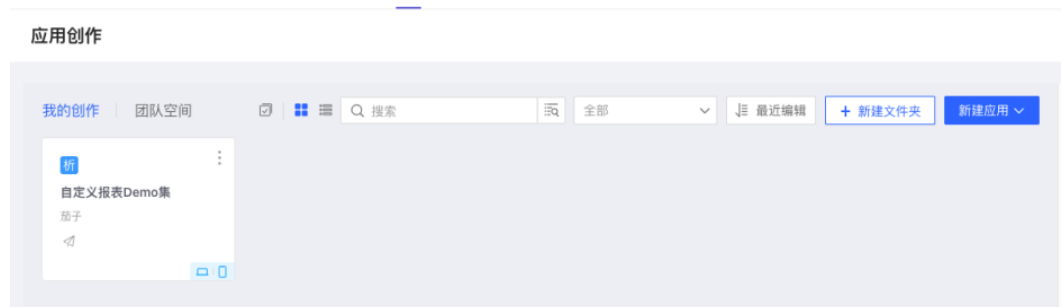 应用创作
我的创作 团队空间 搜索 全部 最近编辑 + 新建文件夹 新建应用
析
自定义报表Demo集
茄子